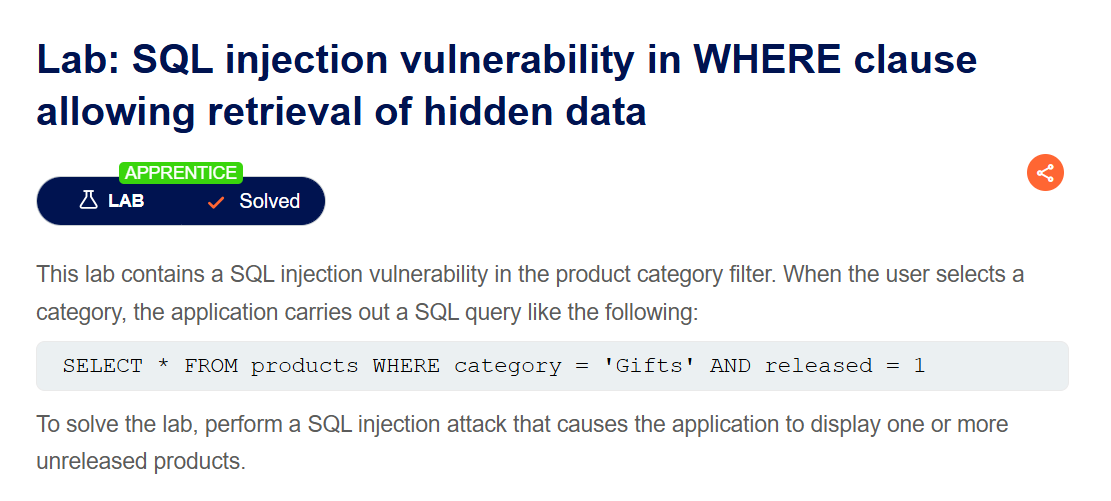 Lab: SQL injection vulnerability in WHERE clause
allowing retrieval of hidden data
APPRENTICE
LAB
Solved
This lab contains a SQL injection vulnerability in the product category filter. When the user selects a
category, the application carries out a SQL query like the following:
SELECT * FROM products WHERE category = 'Gifts' AND released = 1
To solve the lab, perform a SQL injection attack that causes the application to display one or more
unreleased products.